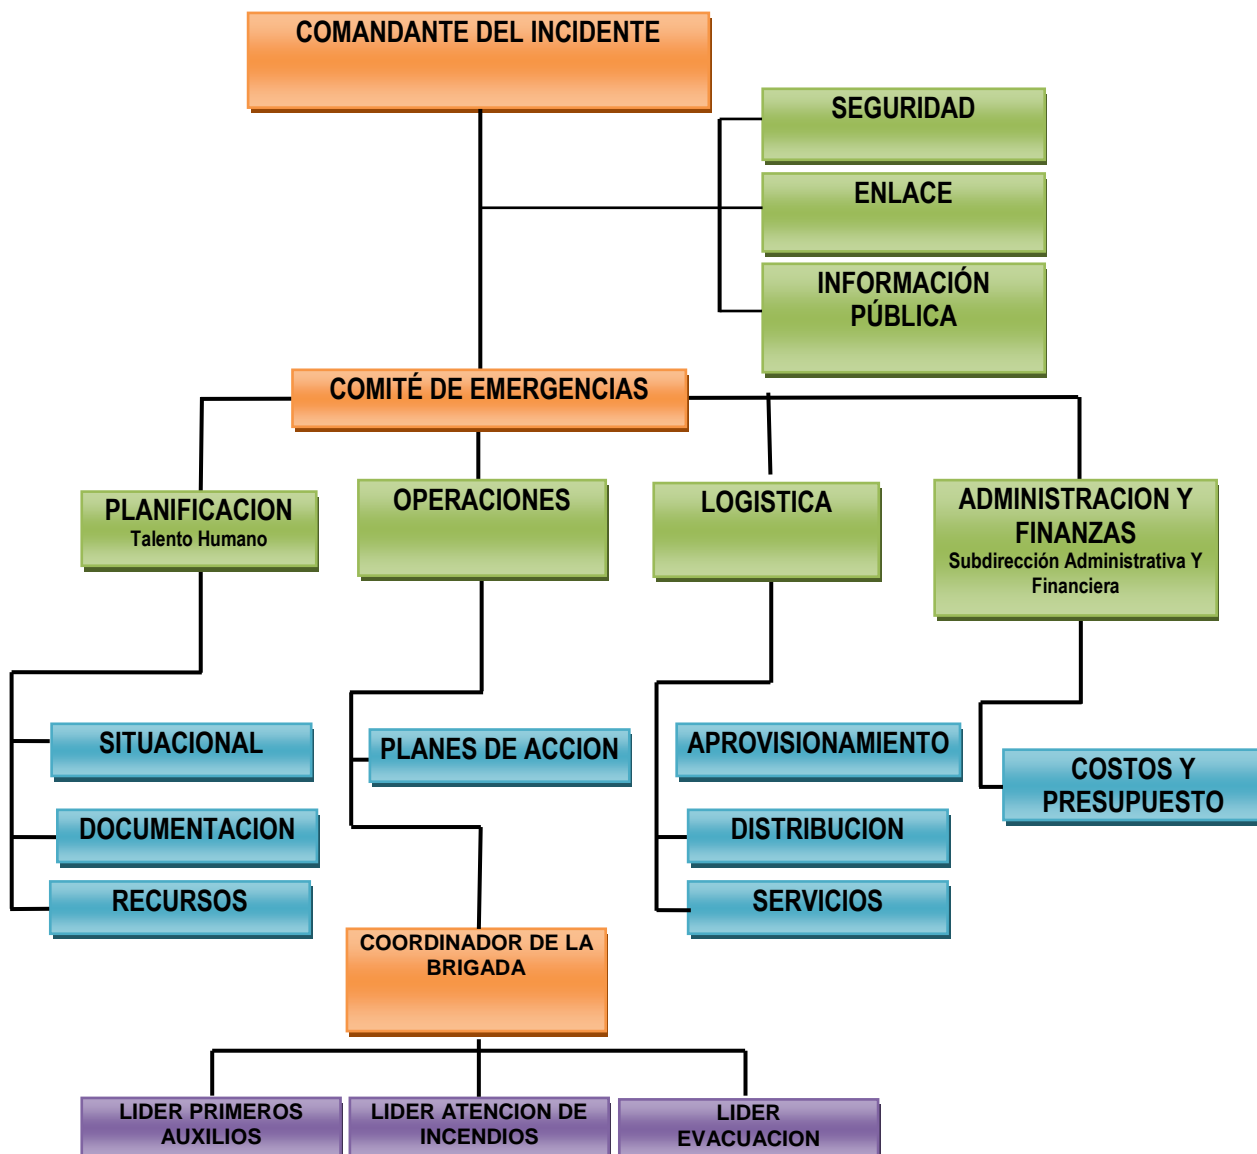 COMANDANTE DEL INCIDENTE
SEGURIDAD
ENLACE
INFORMACIÓN
PÚBLICA
COMITÉ DE EMERGENCIAS
PLANIFICACION
Talento Humano
OPERACIONES
LOGISTICA
ADMINISTRACION Y
FINANZAS
Subdirección Administrativa Y
Financiera
SITUACIONAL
DOCUMENTACION
RECURSOS
PLANES DE ACCION
APROVISIONAMIENTO
DISTRIBUCION
SERVICIOS
COSTOS Y
PRESUPUESTO
COORDINADOR DE LA
BRIGADA
LIDER PRIMEROS
AUXILIOS
LIDER ATENCION DE
INCENDIOS
LIDER
EVACUACION